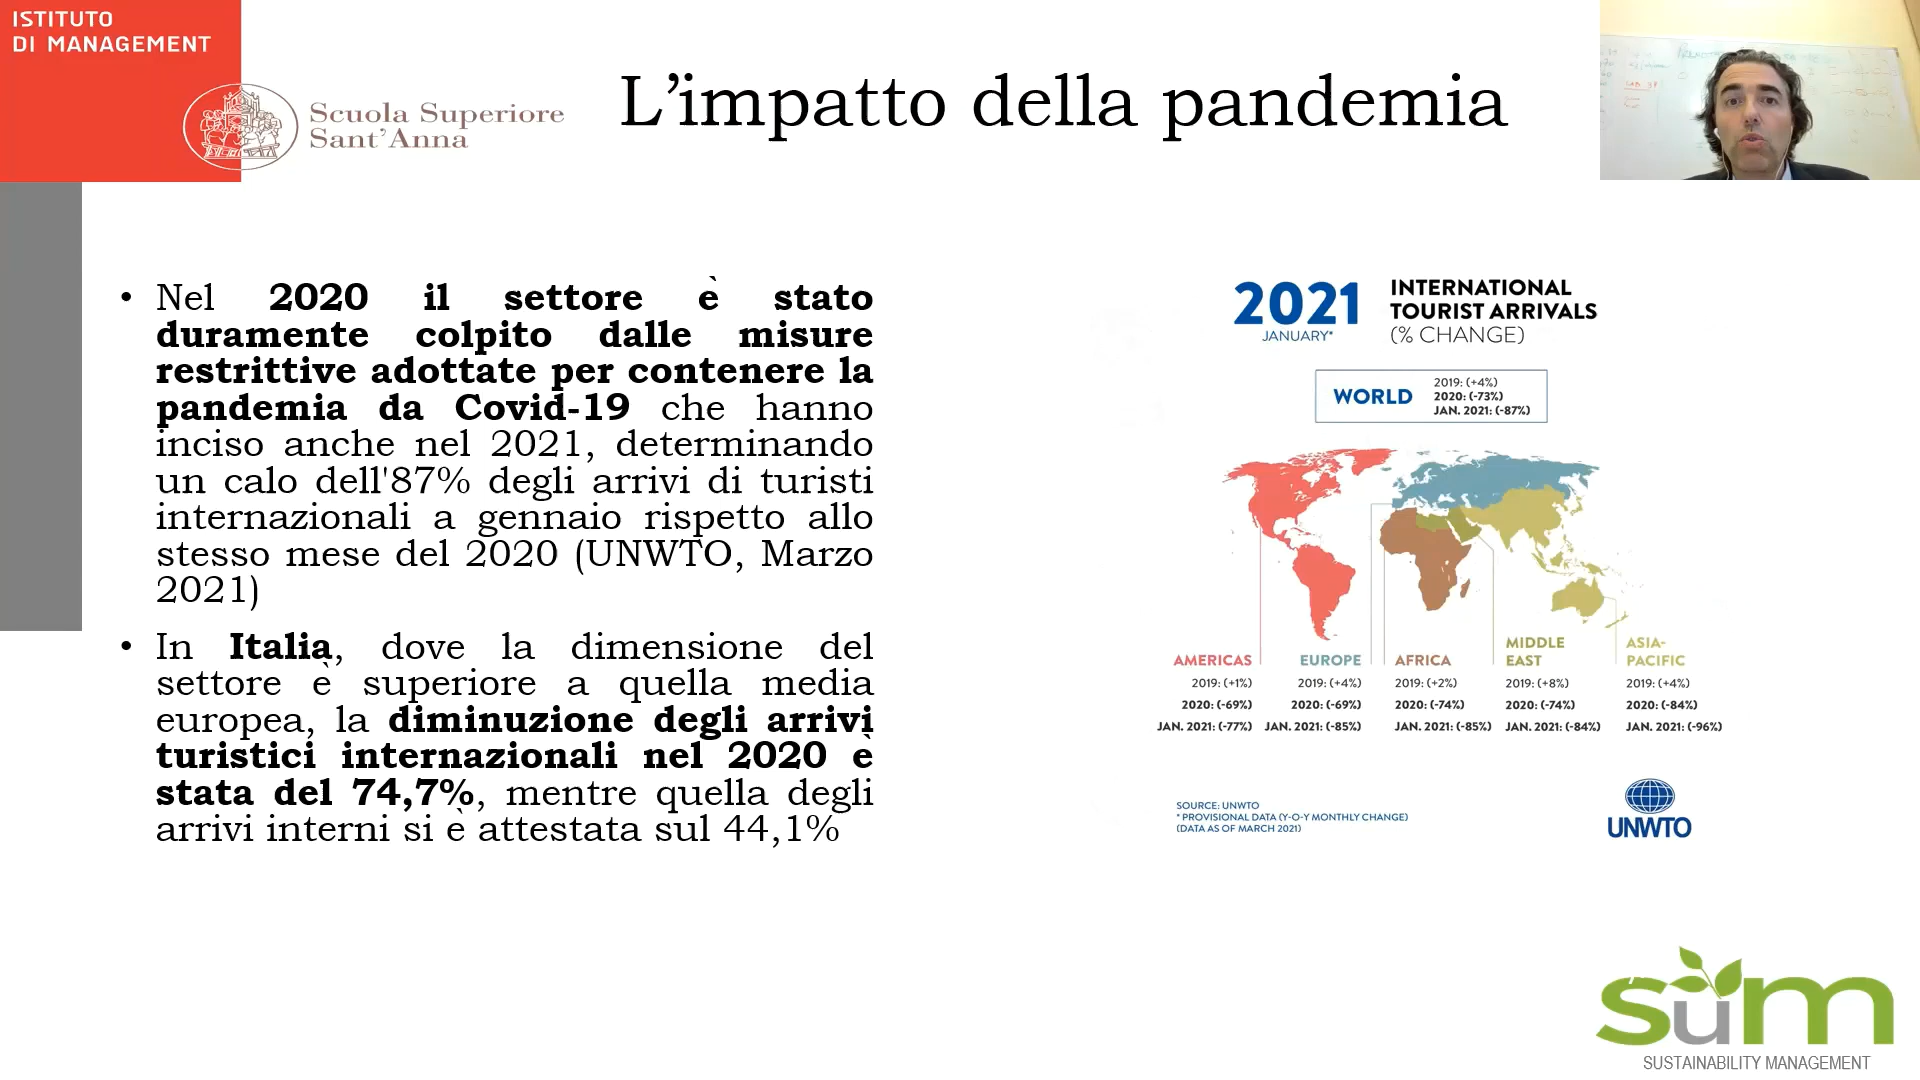 ISTITUTO
DI MANAGEMENT
Scuola Superiore
Sant'Anna
L'impatto della pandemia
• Nel 2020 il settore è stato
duramente colpito dalle misure
restrittive adottate per contenere la
pandemia da Covid-19 che hanno
inciso anche nel 2021, determinando
un calo dell'87% degli arrivi di turisti
internazionali a gennaio rispetto allo
stesso mese del 2020 (UNWTO, Marzo
2021)
• In Italia, dove la dimensione del
settore è superiore a quella media
europea, la diminuzione degli arrivi
turistici internazionali nel 2020 è
stata del 74,7%, mentre quella degli
arrivi interni si è attestata sul 44,1%
2021
JANUARY*
INTERNATIONAL
TOURIST ARRIVALS
(% CHANGE)
WORLD
2019: (+4%)
2020: (-73%)
JAN. 2021: (-87%)
AMERICAS
2019: (+1%)
2020: (-69%)
JAN. 2021: (-77%)
EUROPE
2019: (+4%)
2020: (-69%)
JAN. 2021: (-85%)
AFRICA
2019: (+2%)
2020: (-74%)
JAN. 2021: (-85%)
MIDDLE
EAST
2019: (+8%)
2020: (-74%)
JAN. 2021: (-84%)
ASIA-
PACIFIC
2019: (+4%)
2020: (-84%)
JAN. 2021: (-96%)
SOURCE: UNWTO
* PROVISIONAL DATA (Y-O-Y MONTHLY CHANGE)
(DATA AS OF MARCH 2021)
UNWTO
sum
SUSTAINABILITY MANAGEMENT